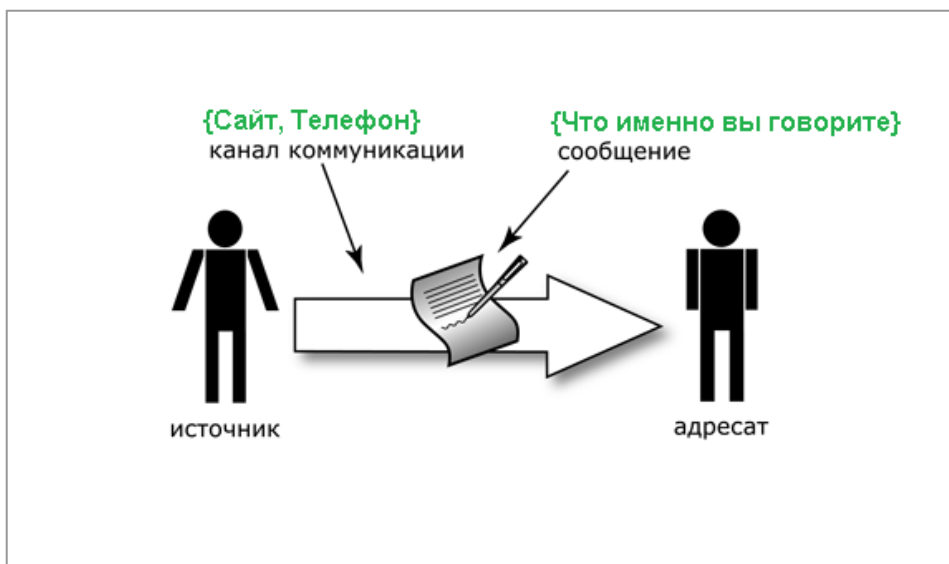 {Сайт, Телефон}
канал коммуникации
{Что именно вы говорите}
сообщение
источник
адресат